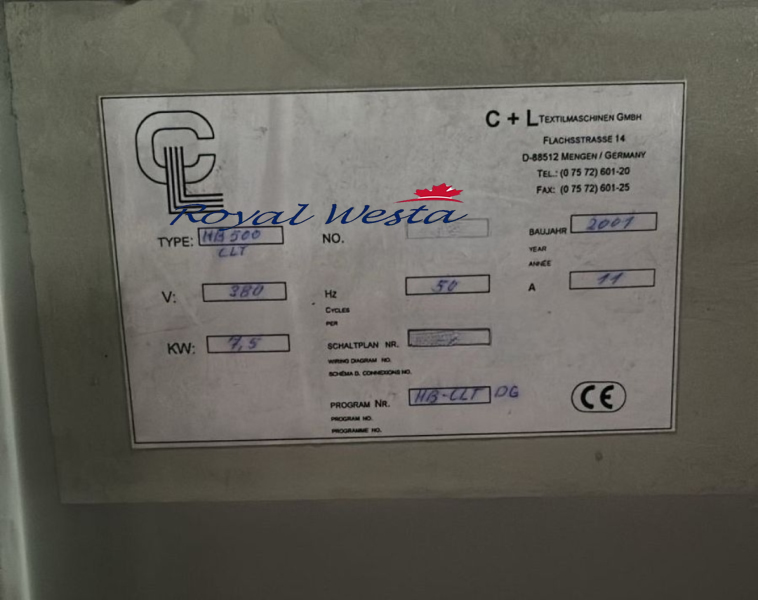 CL
C + L TEXTILMASCHINEN GMBH
FLACHSSTRASSE 14
D-88512 MENGEN / GERMANY
TEL.: (0 75 72) 601-20
FAX: (0 75 72) 601-25
Royal Westa
TYPE: HB 500
CLT
NO.
BAUJAHR 2001
YEAR
ANNÉE
V: 380
Hz 50
CYCLES
PER
A 11
KW: 7,5
SCHALTPLAN NR.
WIRING DIAGRAM NO.
SCHÉMA D. CONNEXIONS NO.
PROGRAM NR. HB-CLT DG
PROGRAM NO.
PROGRAMME NO.
CE